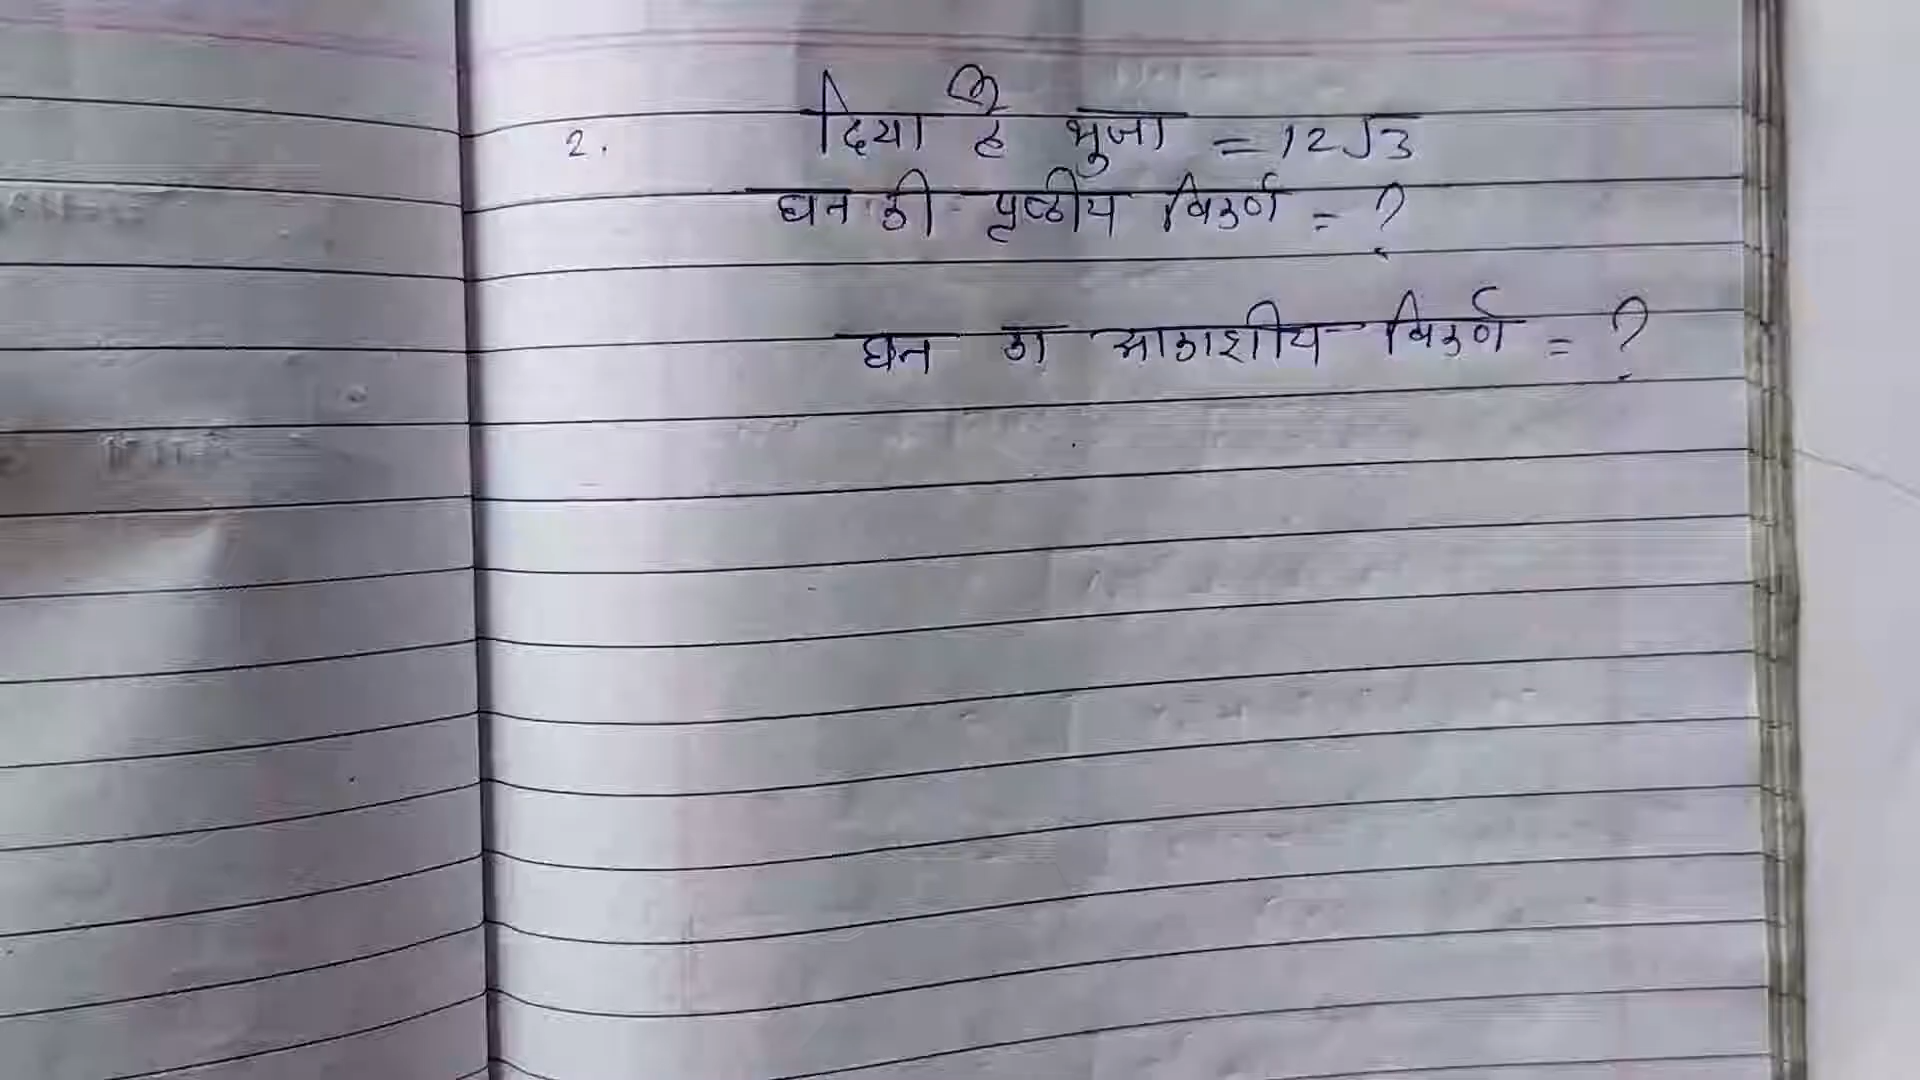 2. दिया है भुजा = 12√3
घन की पृष्ठीय विकर्ण = ?
घन का आकाशीय विकर्ण = ?